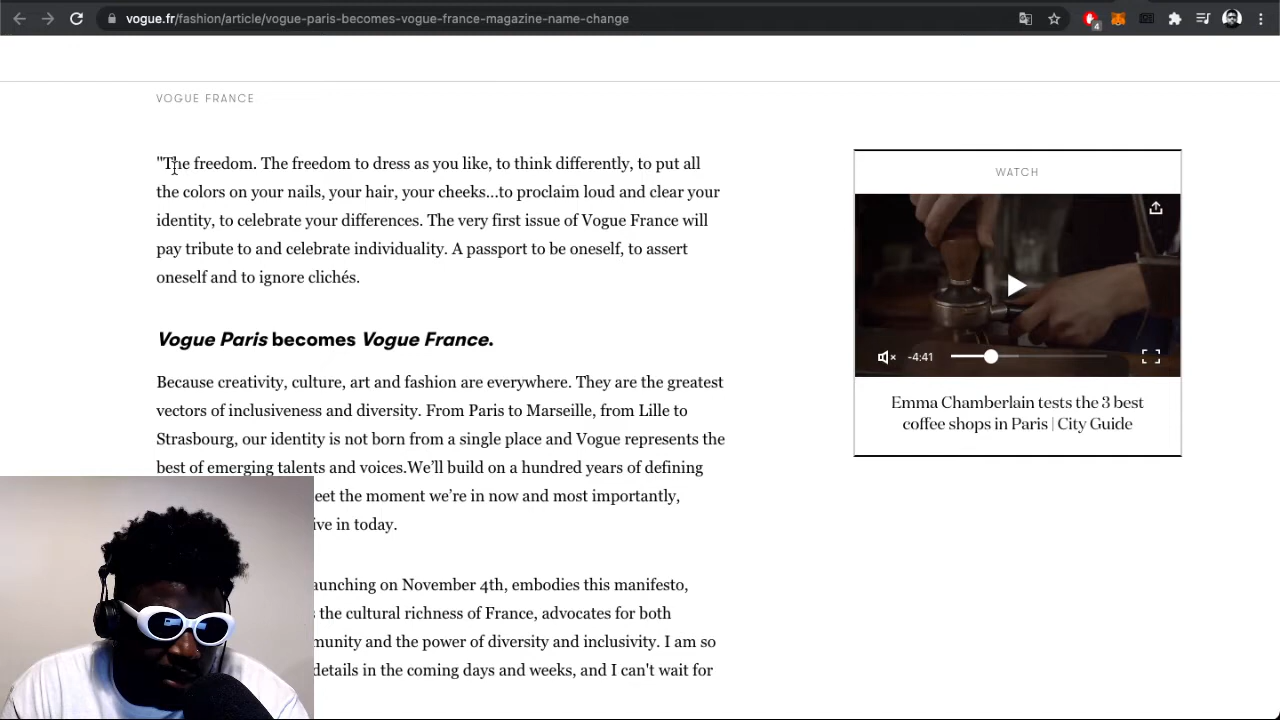 vogue.fr/fashion/article/vogue-paris-becomes-vogue-france-magazine-name-change
4
VOGUE FRANCE
"The freedom. The freedom to dress as you like, to think differently, to put all
the colors on your nails, your hair, your cheeks...to proclaim loud and clear your
identity, to celebrate your differences. The very first issue of Vogue France will
pay tribute to and celebrate individuality. A passport to be oneself, to assert
oneself and to ignore clichés.
Vogue Paris becomes Vogue France.
Because creativity, culture, art and fashion are everywhere. They are the greatest
vectors of inclusiveness and diversity. From Paris to Marseille, from Lille to
Strasbourg, our identity is not born from a single place and Vogue represents the
best of emerging talents and voices.We'll build on a hundred years of defining
the moment we're in now and most importantly,
in today.
on November 4th, embodies this manifesto,
the cultural richness of France, advocates for both
and the power of diversity and inclusivity. I am so
details in the coming days and weeks, and I can't wait for
WATCH
-4:41
Emma Chamberlain tests the 3 best
coffee shops in Paris | City Guide